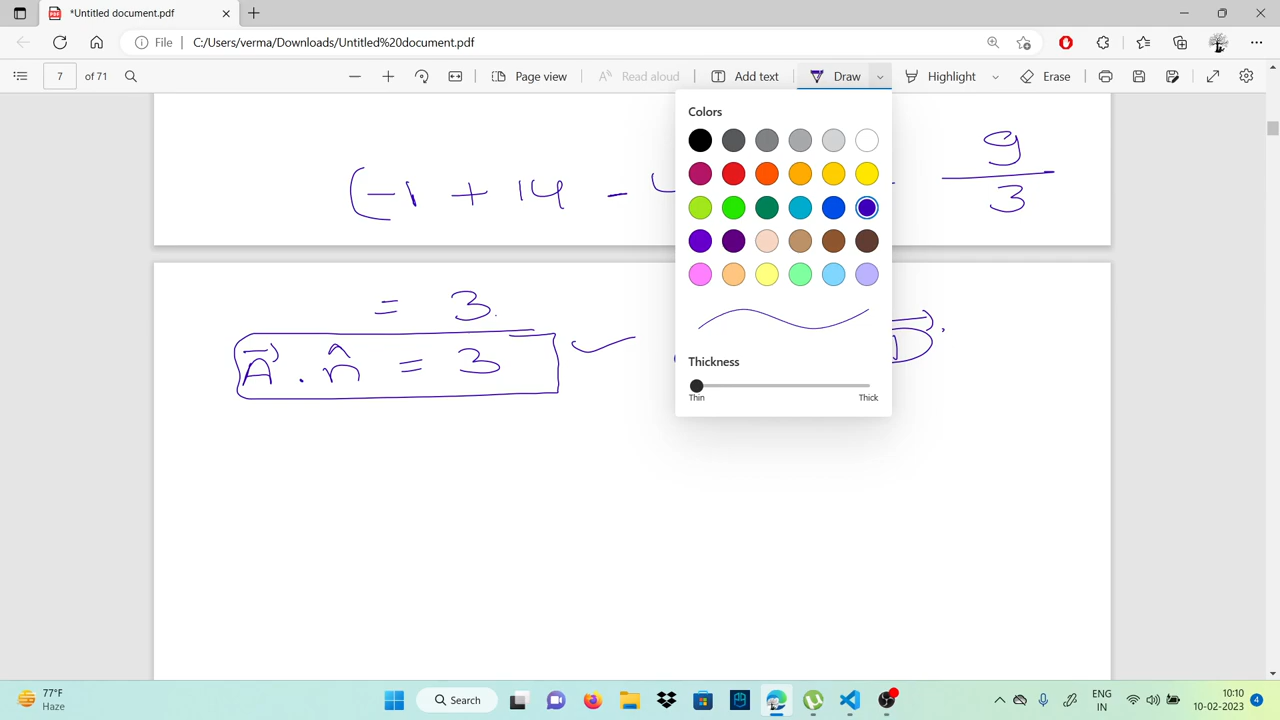 *Untitled document.pdf
File
C:/Users/verma/Downloads/Untitled%20document.pdf
7 of 71
Page view
Read aloud
Add text
Draw
Highlight
Erase
Colors
(-1 + 14 -
9
3
= 3.
A⃗ . n̂ = 3
D⃗
Thickness
Thin Thick
77°F
Haze
Search
ENG
IN
10:10
10-02-2023
4